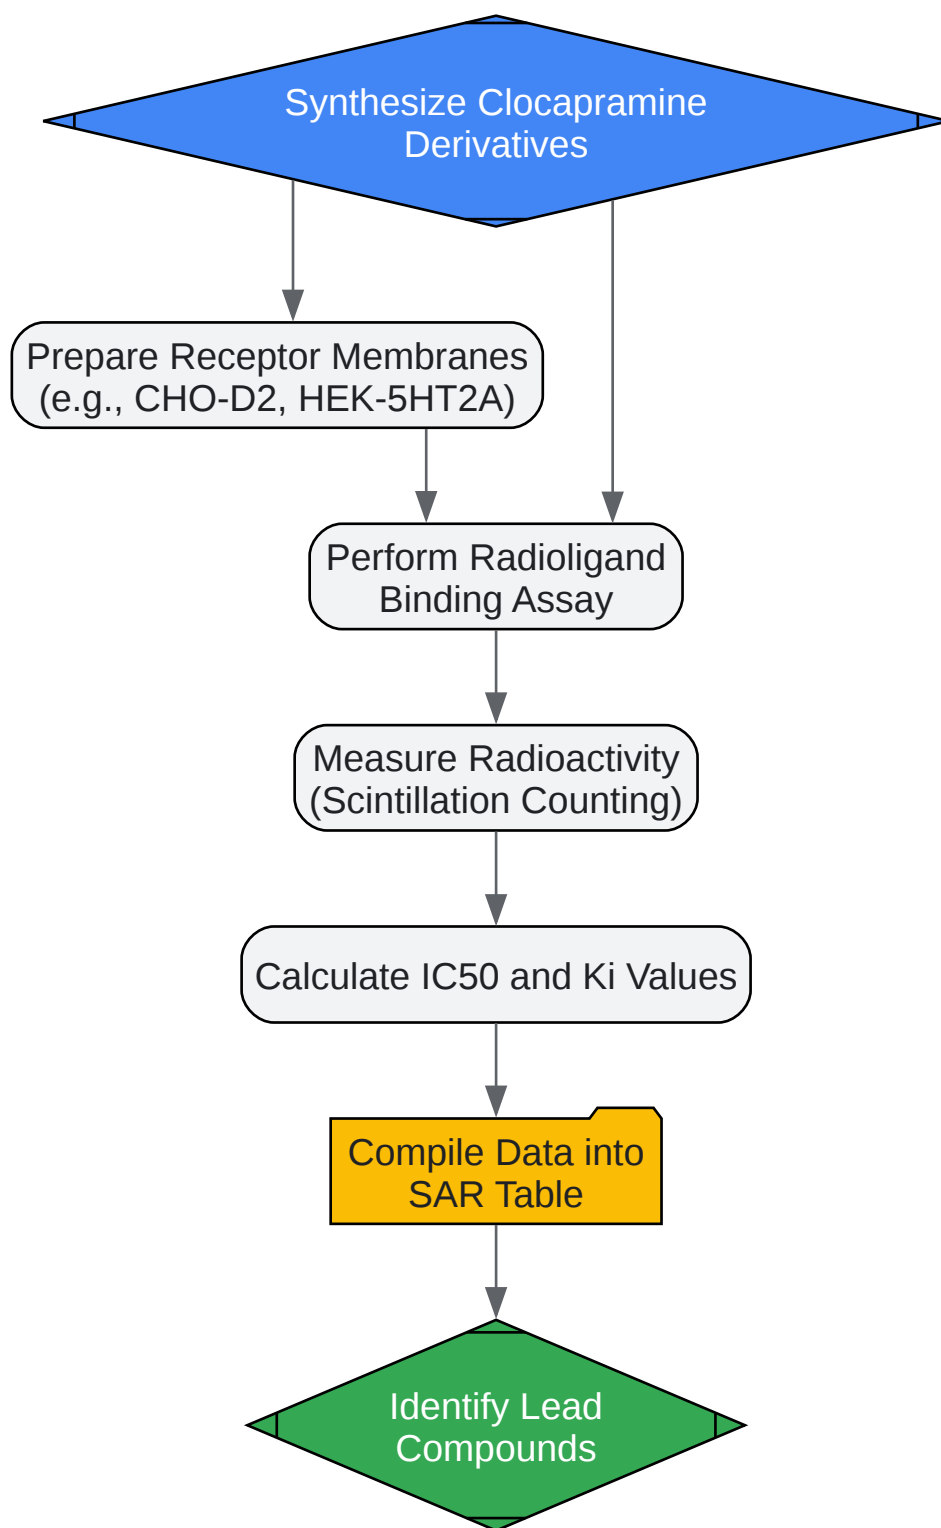 Synthesize Clocapramine
Derivatives
Prepare Receptor Membranes
(e.g., CHO-D2, HEK-5HT2A)
Perform Radioligand
Binding Assay
Measure Radioactivity
(Scintillation Counting)
Calculate IC50 and Ki Values
Compile Data into
SAR Table
Identify Lead
Compounds